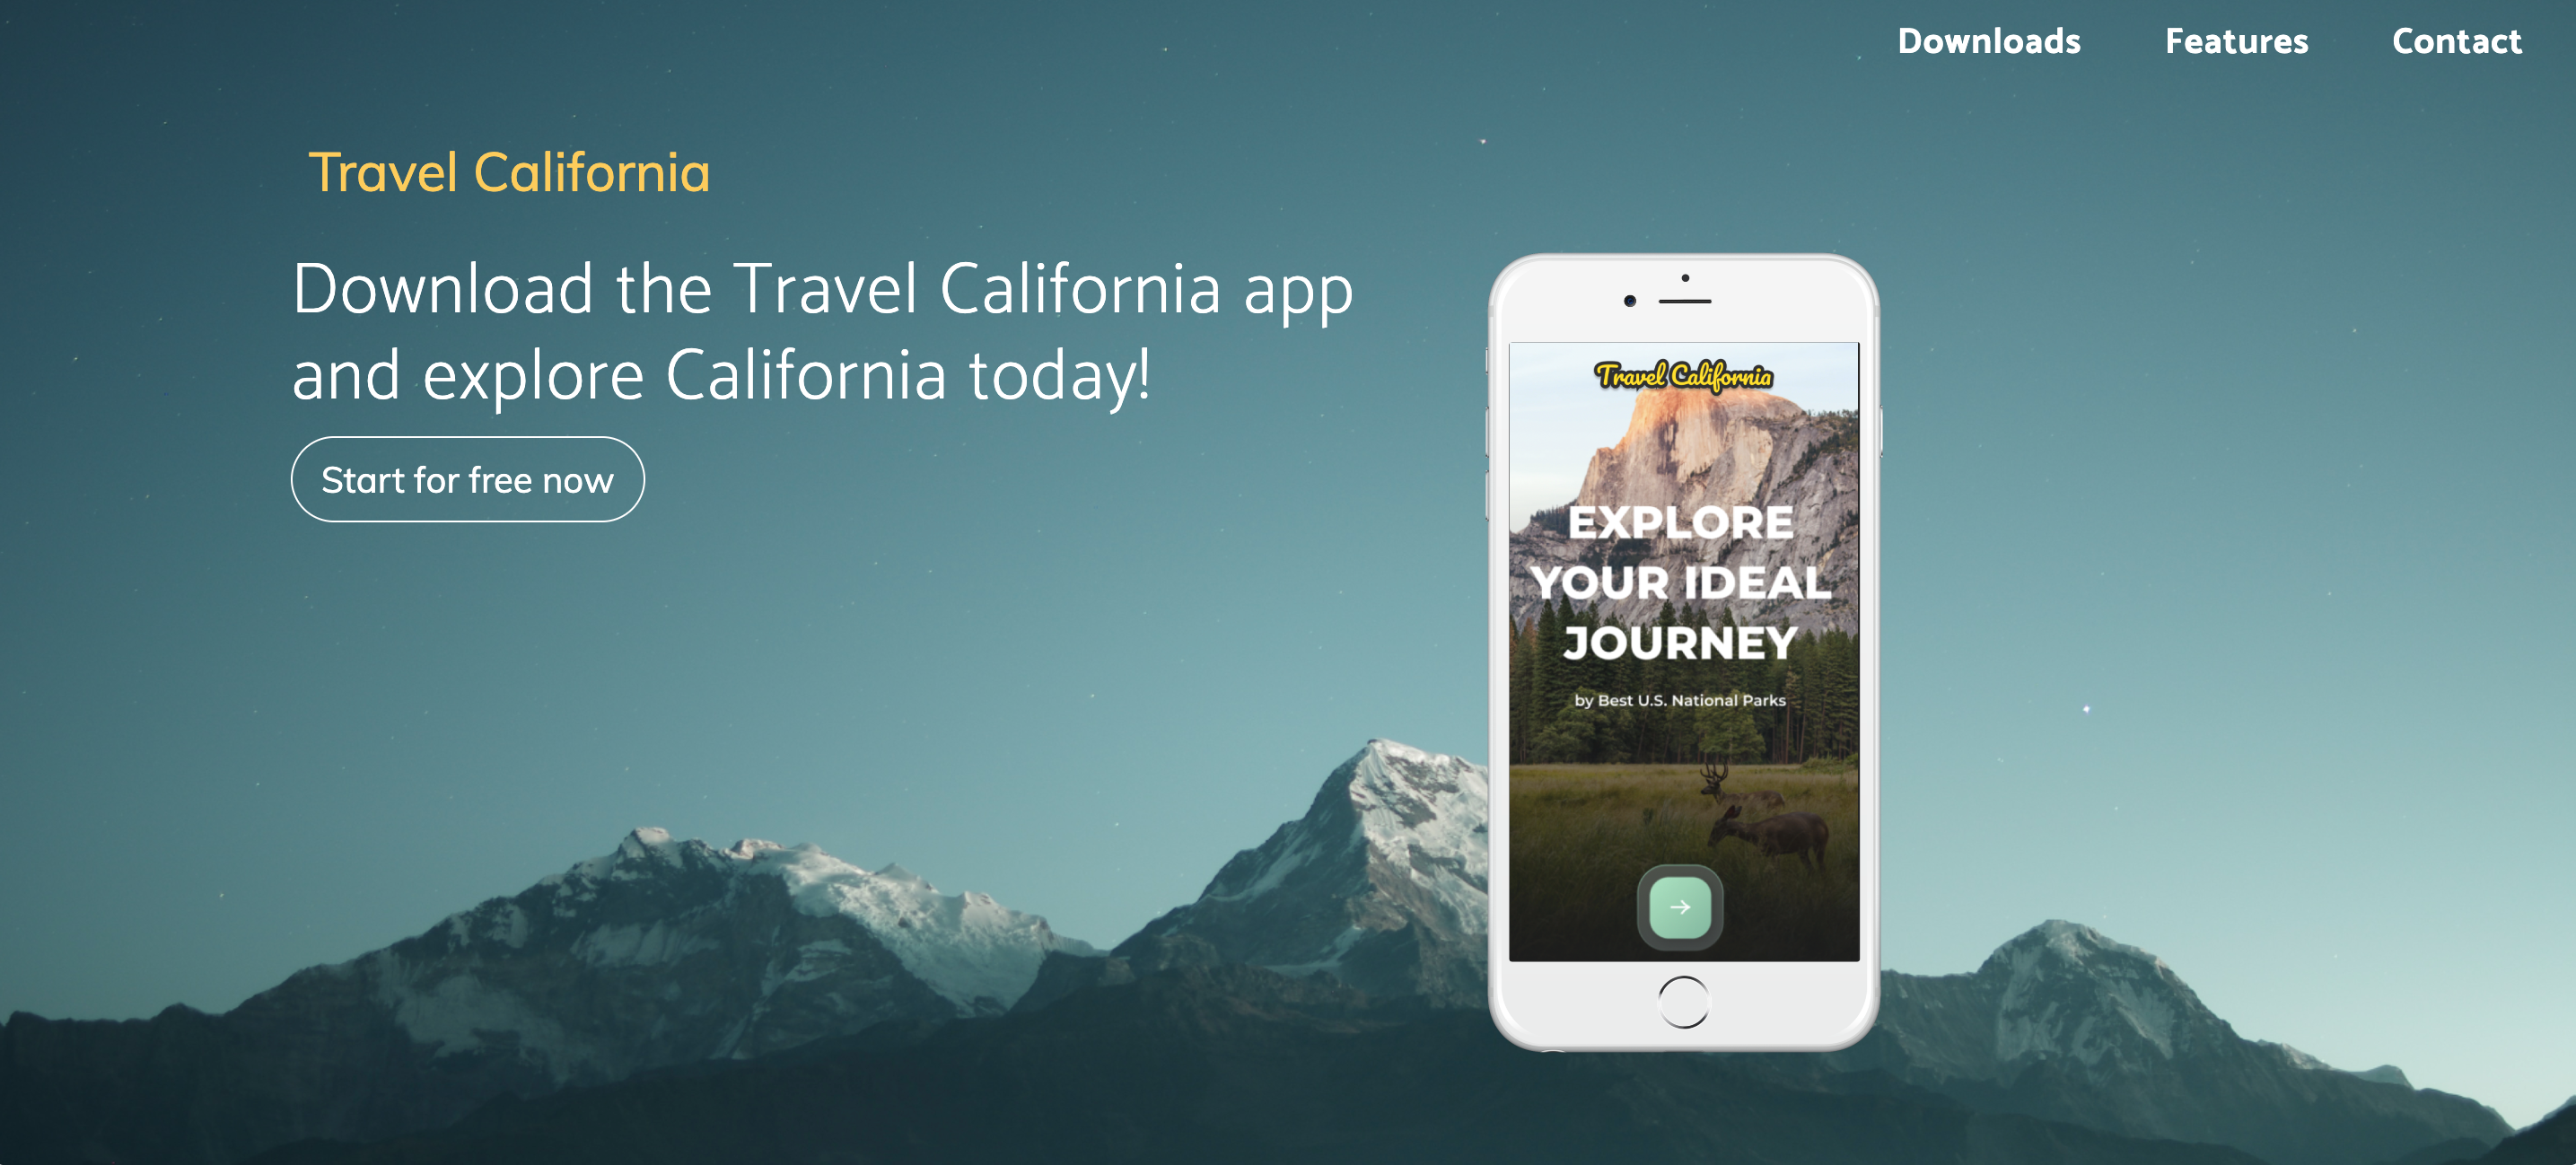 Downloads
Features
Contact
Travel California
Download the Travel California app
and explore California today!
Start for free now
Travel California
EXPLORE
YOUR IDEAL
JOURNEY
by Best U.S. National Parks